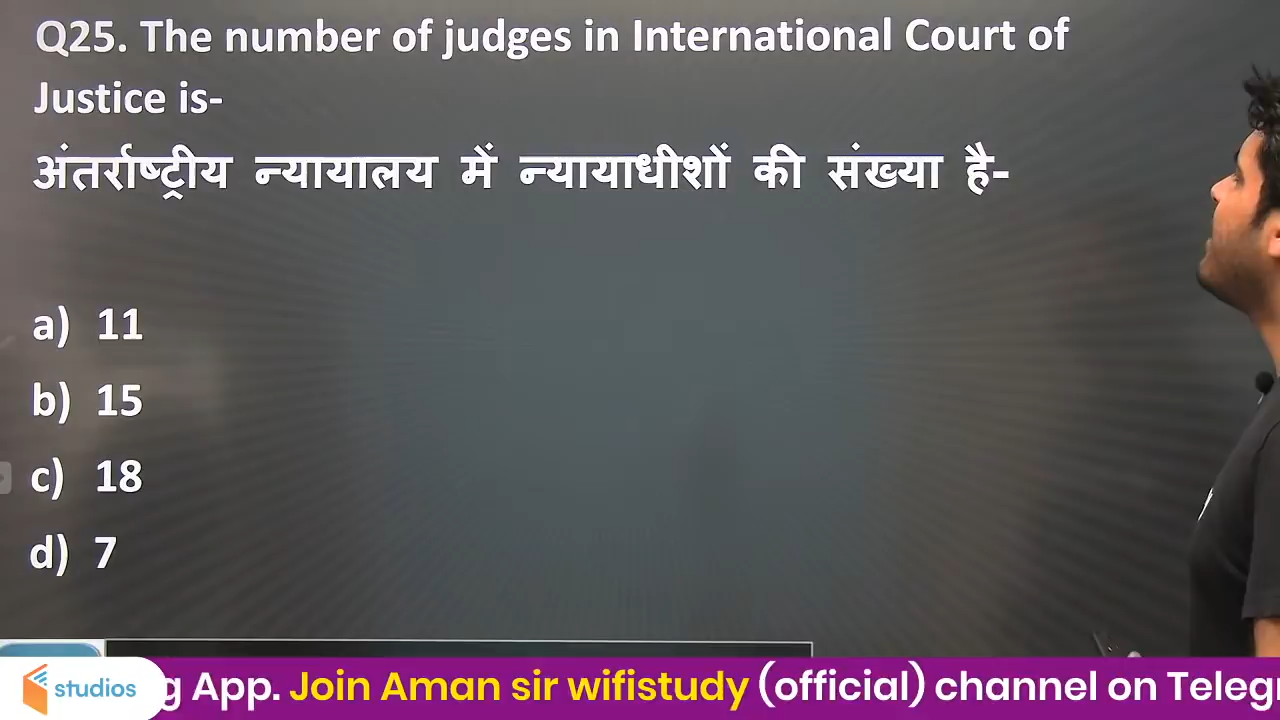 Q25. The number of judges in International Court of
Justice is-
अंतर्राष्ट्रीय न्यायालय में न्यायाधीशों की संख्या है-
a) 11
b) 15
c) 18
d) 7
studios
g App. Join Aman sir wifistudy (official) channel on Telegr